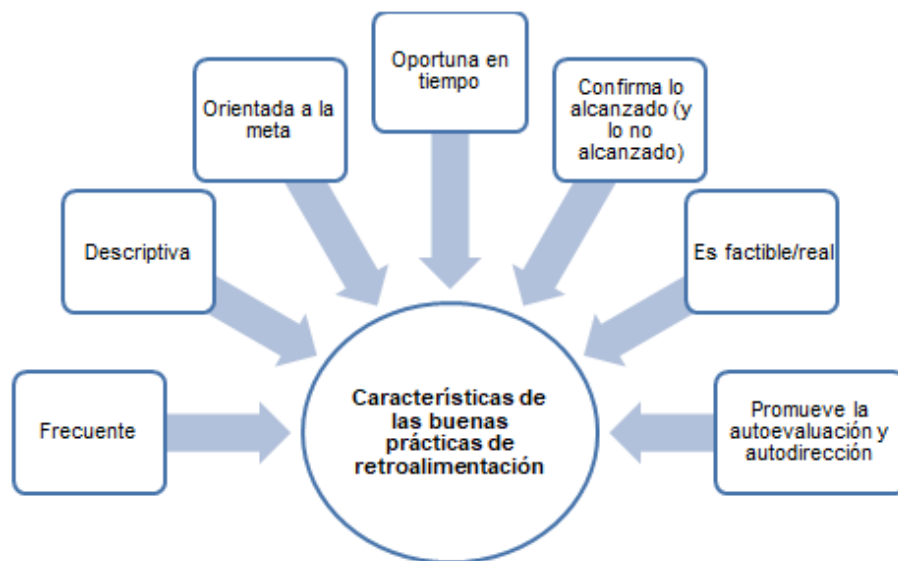 Oportuna en
tiempo
Orientada a la
meta
Confirma lo
alcanzado (y
lo no
alcanzado)
Descriptiva
Es factible/real
Frecuente
Características de
las buenas
prácticas de
retroalimentación
Promueve la
autoevaluación y
autodirección